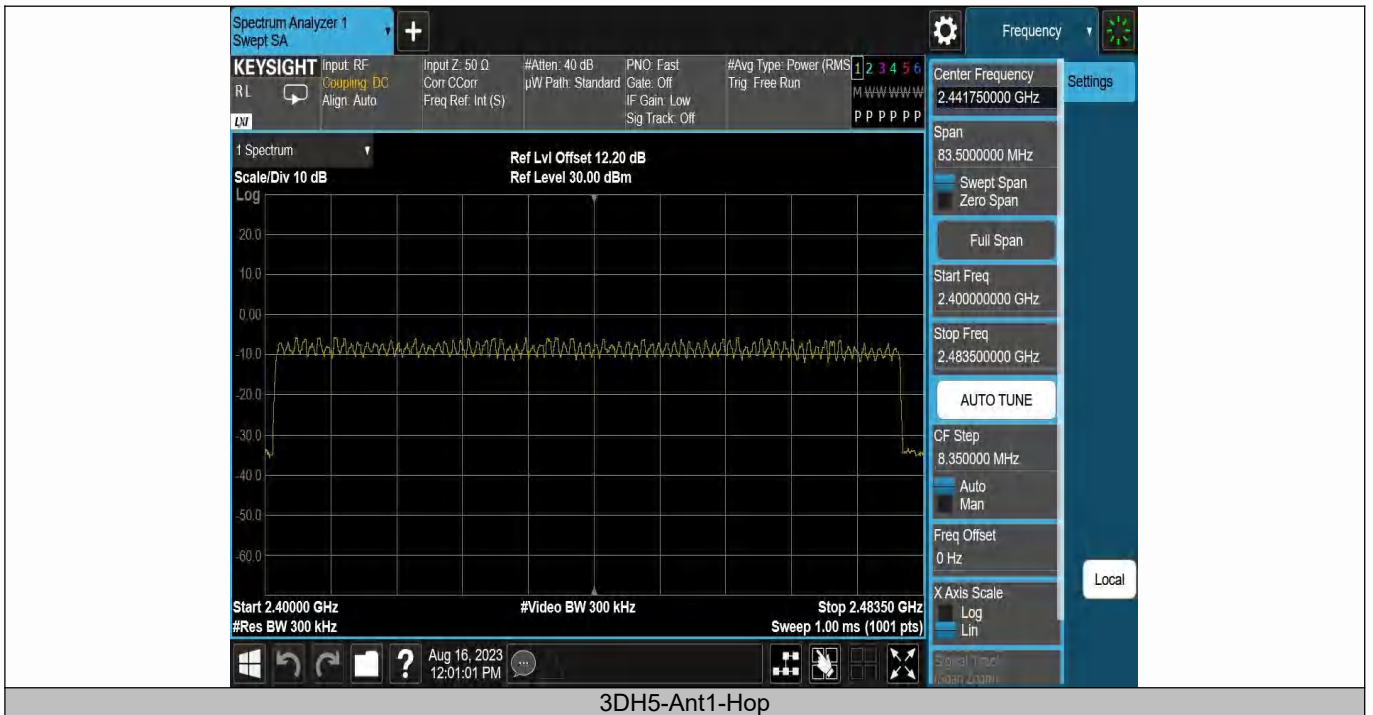 Spectrum Analyzer 1
Swept SA
Frequency
KEYSIGHT
RL
LXI
Input: RF
Coupling: DC
Align: Auto
Input Z: 50 Ω
Corr CCorr
Freq Ref: Int (S)
#Atten: 40 dB
µW Path: Standard
PNO: Fast
Gate: Off
IF Gain: Low
Sig Track: Off
#Avg Type: Power (RMS
Trig: Free Run
1 2 3 4 5 6
M W W W W W
P P P P P P
1 Spectrum
Scale/Div 10 dB
Ref Lvl Offset 12.20 dB
Ref Level 30.00 dBm
Log
20.0
10.0
0.00
-10.0
-20.0
-30.0
-40.0
-50.0
-60.0
Start 2.40000 GHz
#Res BW 300 kHz
#Video BW 300 kHz
Stop 2.48350 GHz
Sweep 1.00 ms (1001 pts)
Center Frequency
2.441750000 GHz
Settings
Span
83.5000000 MHz
Swept Span
Zero Span
Full Span
Start Freq
2.400000000 GHz
Stop Freq
2.483500000 GHz
AUTO TUNE
CF Step
8.350000 MHz
Auto
Man
Freq Offset
0 Hz
X Axis Scale
Log
Lin
Signal Track
(Span Zoom)
Local
?
Aug 16, 2023
12:01:01 PM
3DH5-Ant1-Hop